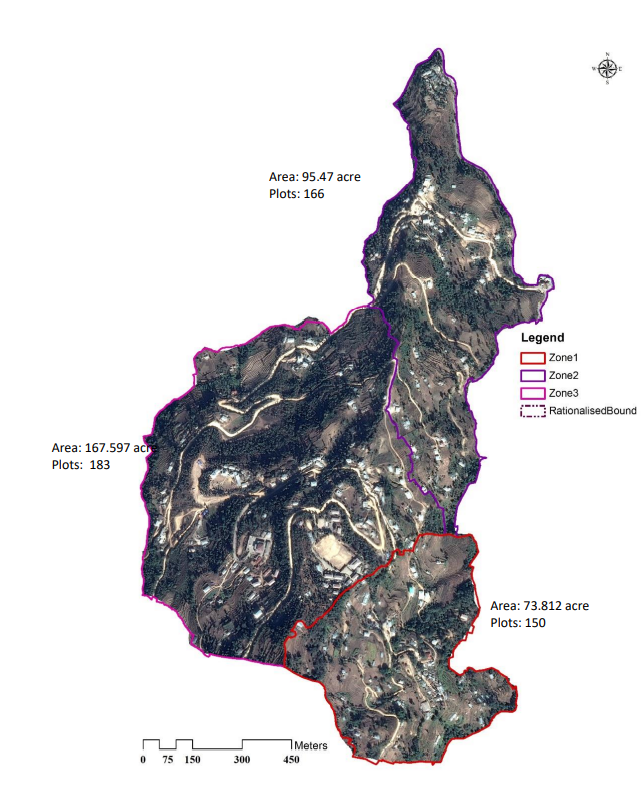 N
W E
S
Area: 95.47 acre
Plots: 166
Legend
Zone1
Zone2
Zone3
RationalisedBound
Area: 167.597 acre
Plots: 183
Area: 73.812 acre
Plots: 150
Meters
0 75 150 300 450